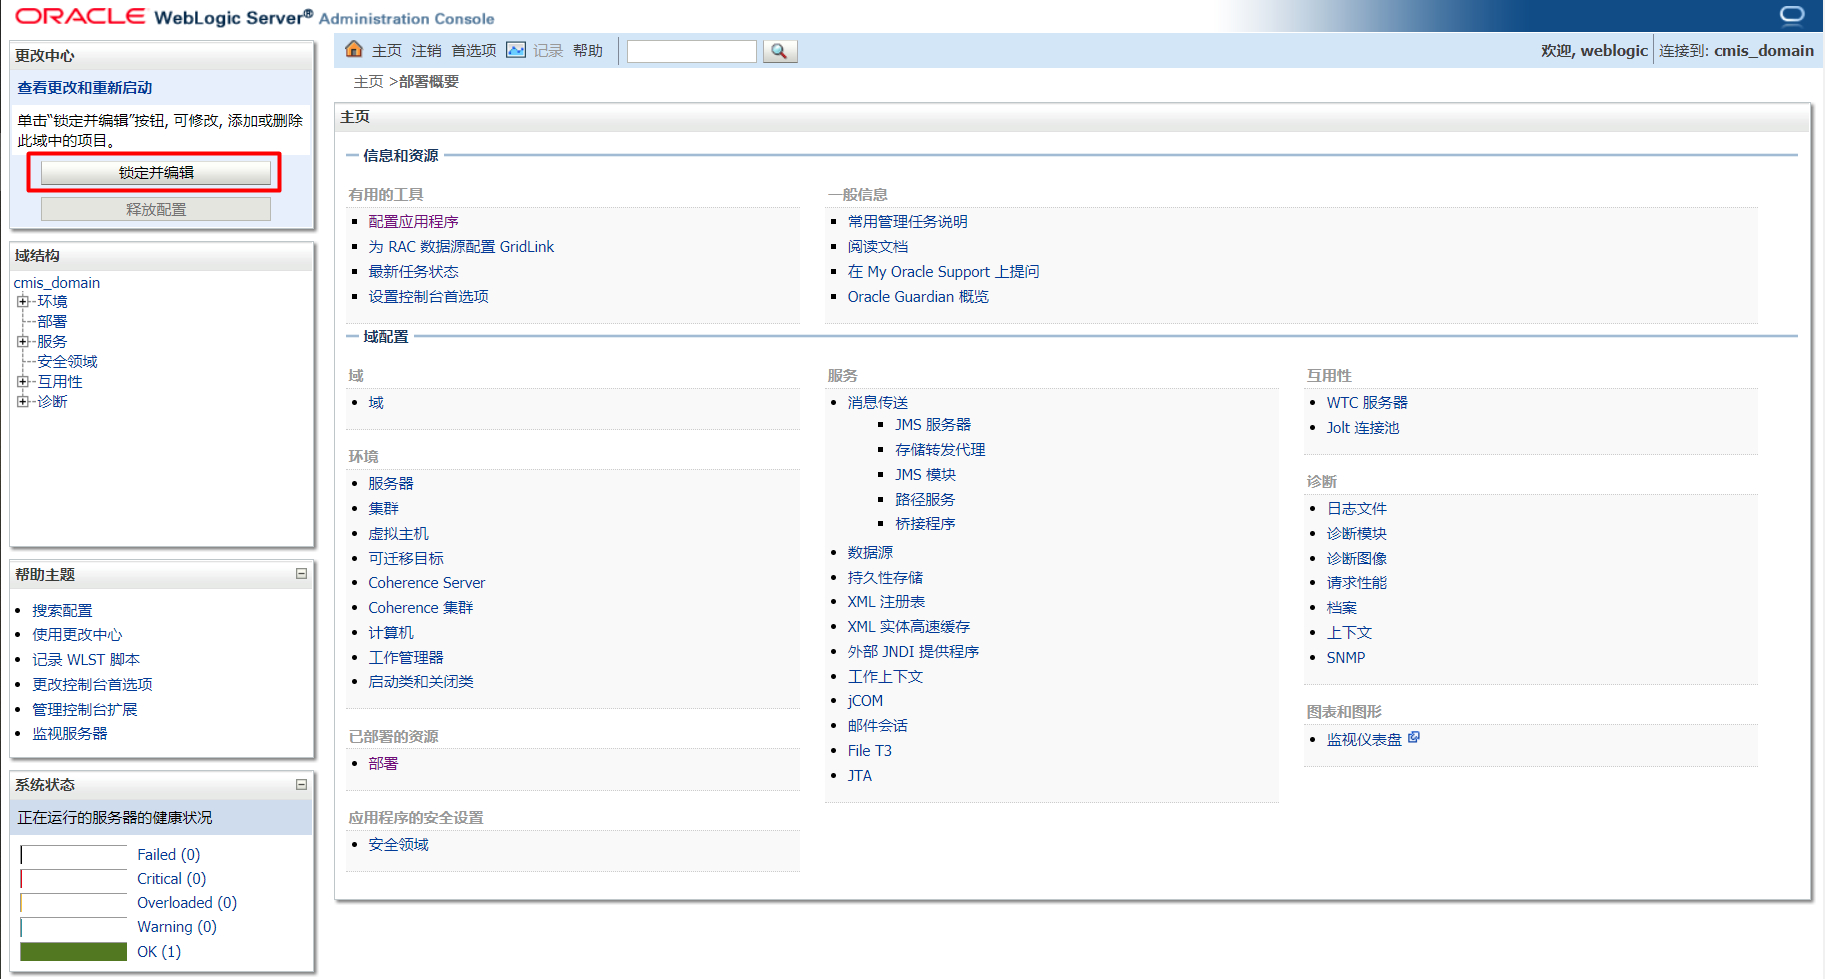 ORACLE WebLogic Server® Administration Console
更改中心
查看更改和重新启动
单击“锁定并编辑”按钮, 可修改, 添加或删除
此域中的项目。
锁定并编辑
释放配置
域结构
cmis_domain
环境
部署
服务
安全领域
互用性
诊断
帮助主题
搜索配置
使用更改中心
记录 WLST 脚本
更改控制台首选项
管理控制台扩展
监视服务器
系统状态
正在运行的服务器的健康状况
Failed (0)
Critical (0)
Overloaded (0)
Warning (0)
OK (1)
主页 注销 首选项 记录 帮助
欢迎, weblogic 连接到: cmis_domain
主页 >部署概要
主页
信息和资源
有用的工具
配置应用程序
为 RAC 数据源配置 GridLink
最新任务状态
设置控制台首选项
一般信息
常用管理任务说明
阅读文档
在 My Oracle Support 上提问
Oracle Guardian 概览
域配置
域
域
环境
服务器
集群
虚拟主机
可迁移目标
Coherence Server
Coherence 集群
计算机
工作管理器
启动类和关闭类
已部署的资源
部署
应用程序的安全设置
安全领域
服务
消息传送
JMS 服务器
存储转发代理
JMS 模块
路径服务
桥接程序
数据源
持久性存储
XML 注册表
XML 实体高速缓存
外部 JNDI 提供程序
工作上下文
jCOM
邮件会话
File T3
JTA
互用性
WTC 服务器
Jolt 连接池
诊断
日志文件
诊断模块
诊断图像
请求性能
档案
上下文
SNMP
图表和图形
监视仪表盘